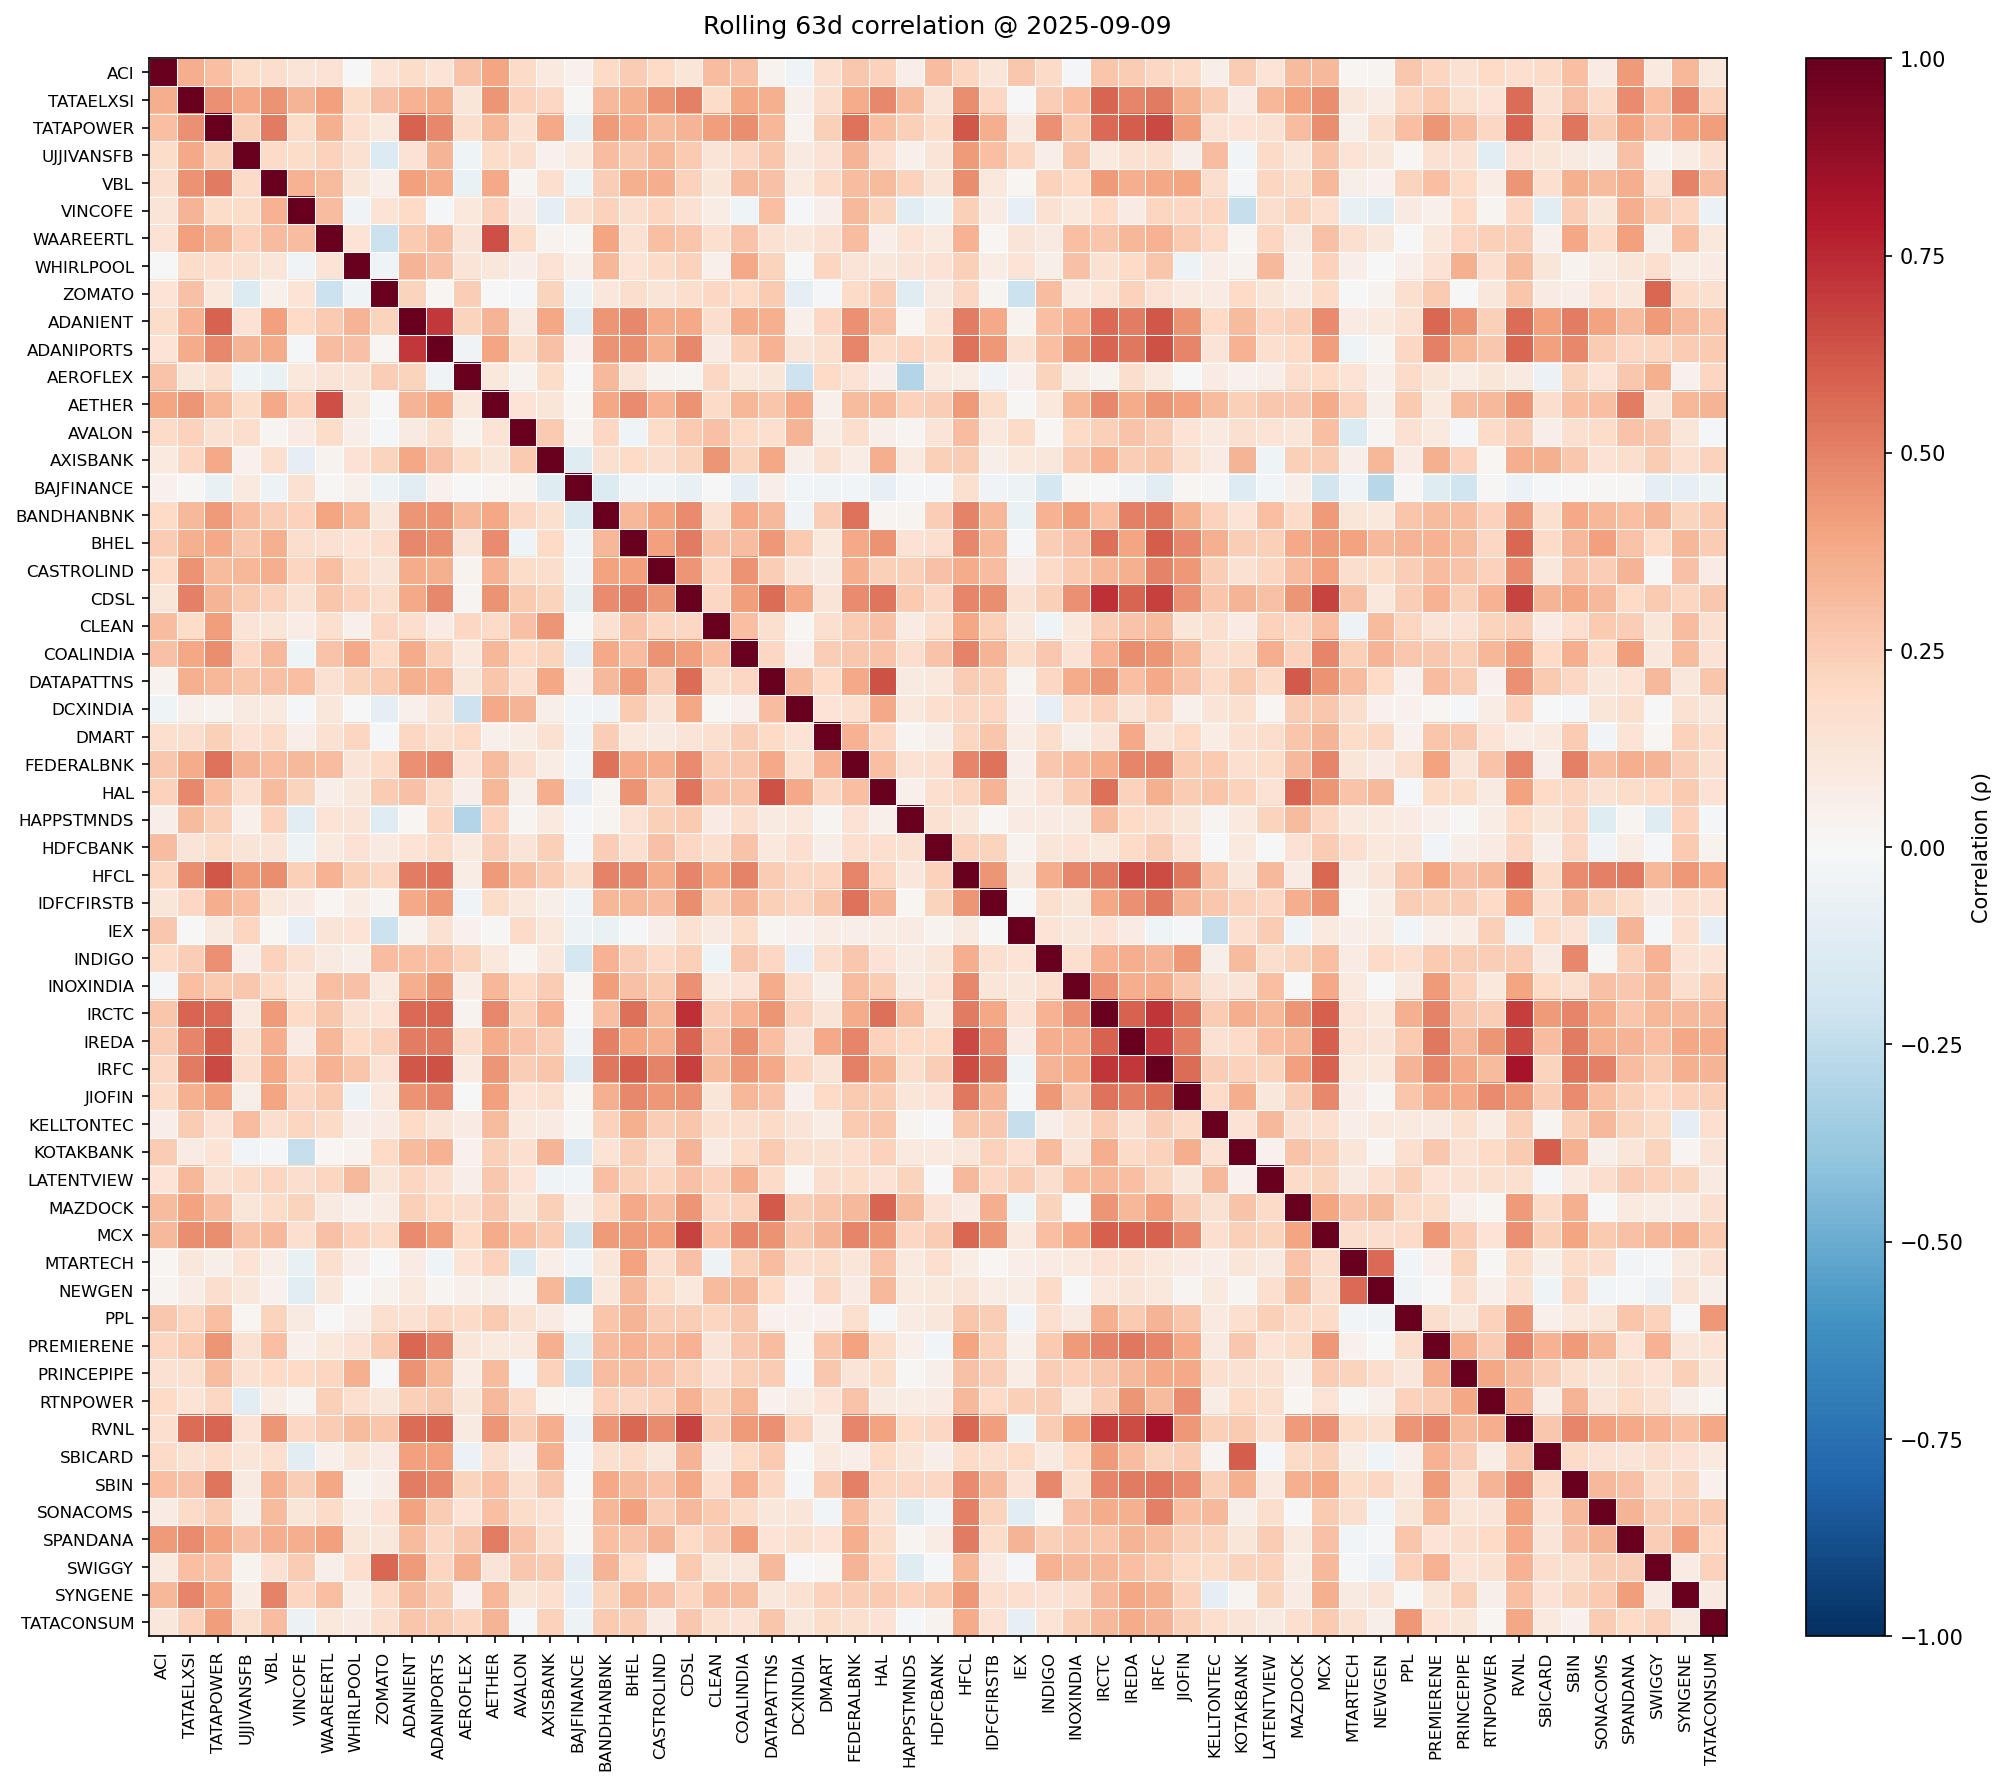 Rolling 63d correlation @ 2025-09-09
ACI
TATAELXSI
TATAPOWER
UJJIVANSFB
VBL
VINCOFE
WAAREERTL
WHIRLPOOL
ZOMATO
ADANIENT
ADANIPORTS
AEROFLEX
AETHER
AVALON
AXISBANK
BAJFINANCE
BANDHANBNK
BHEL
CASTROLIND
CDSL
CLEAN
COALINDIA
DATAPATTNS
DCXINDIA
DMART
FEDERALBNK
HAL
HAPPSTMNDS
HDFCBANK
HFCL
IDFCFIRSTB
IEX
INDIGO
INOXINDIA
IRCTC
IREDA
IRFC
JIOFIN
KELLTONTEC
KOTAKBANK
LATENTVIEW
MAZDOCK
MCX
MTARTECH
NEWGEN
PPL
PREMIERENE
PRINCEPIPE
RTNPOWER
RVNL
SBICARD
SBIN
SONACOMS
SPANDANA
SWIGGY
SYNGENE
TATACONSUM
ACI
TATAELXSI
TATAPOWER
UJJIVANSFB
VBL
VINCOFE
WAAREERTL
WHIRLPOOL
ZOMATO
ADANIENT
ADANIPORTS
AEROFLEX
AETHER
AVALON
AXISBANK
BAJFINANCE
BANDHANBNK
BHEL
CASTROLIND
CDSL
CLEAN
COALINDIA
DATAPATTNS
DCXINDIA
DMART
FEDERALBNK
HAL
HAPPSTMNDS
HDFCBANK
HFCL
IDFCFIRSTB
IEX
INDIGO
INOXINDIA
IRCTC
IREDA
IRFC
JIOFIN
KELLTONTEC
KOTAKBANK
LATENTVIEW
MAZDOCK
MCX
MTARTECH
NEWGEN
PPL
PREMIERENE
PRINCEPIPE
RTNPOWER
RVNL
SBICARD
SBIN
SONACOMS
SPANDANA
SWIGGY
SYNGENE
TATACONSUM
1.00
0.75
0.50
0.25
0.00
−0.25
−0.50
−0.75
−1.00
Correlation (ρ)